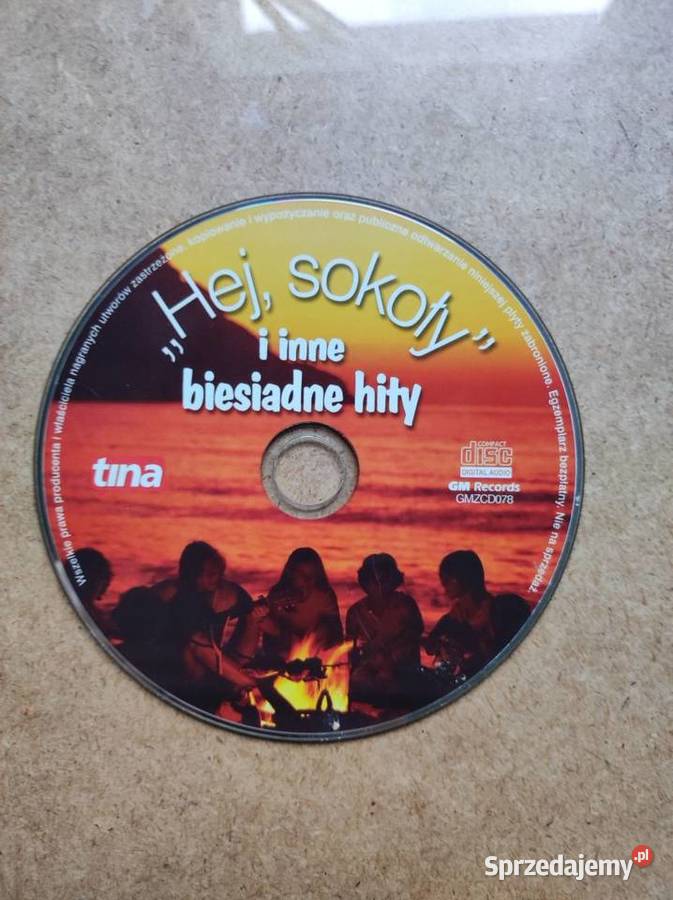 Wszelkie prawa producenta i właściciela nagranych utworów zastrzeżone, kopiowanie i wypożyczanie oraz publiczne odtwarzanie niniejszej płyty zabronione. Egzemplarz bezpłatny. Nie na sprzedaż.
„Hej, sokoły”
i inne
biesiadne hity
tina
COMPACT
disc
DIGITAL AUDIO
GM Records
GMZCD078
Sprzedajemy.pl